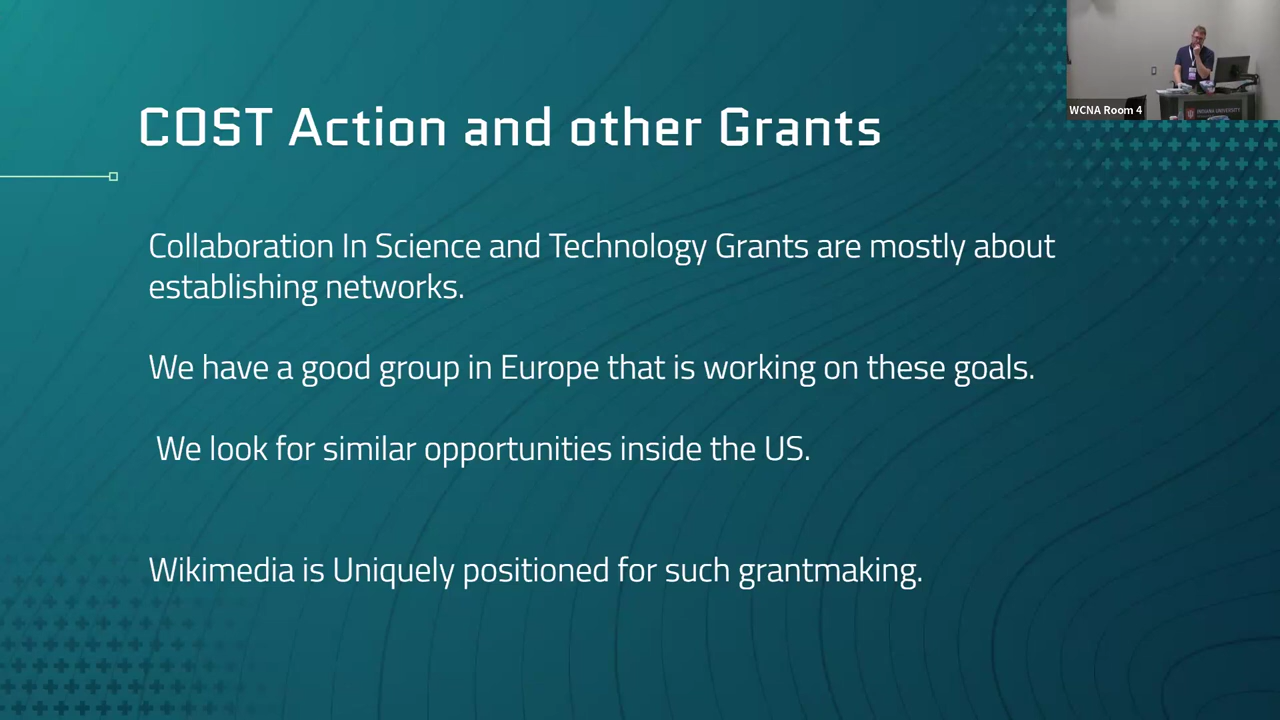 WCNA Room 4
INDIANA UNIVERSITY
COST Action and other Grants
Collaboration In Science and Technology Grants are mostly about
establishing networks.
We have a good group in Europe that is working on these goals.
We look for similar opportunities inside the US.
Wikimedia is Uniquely positioned for such grantmaking.